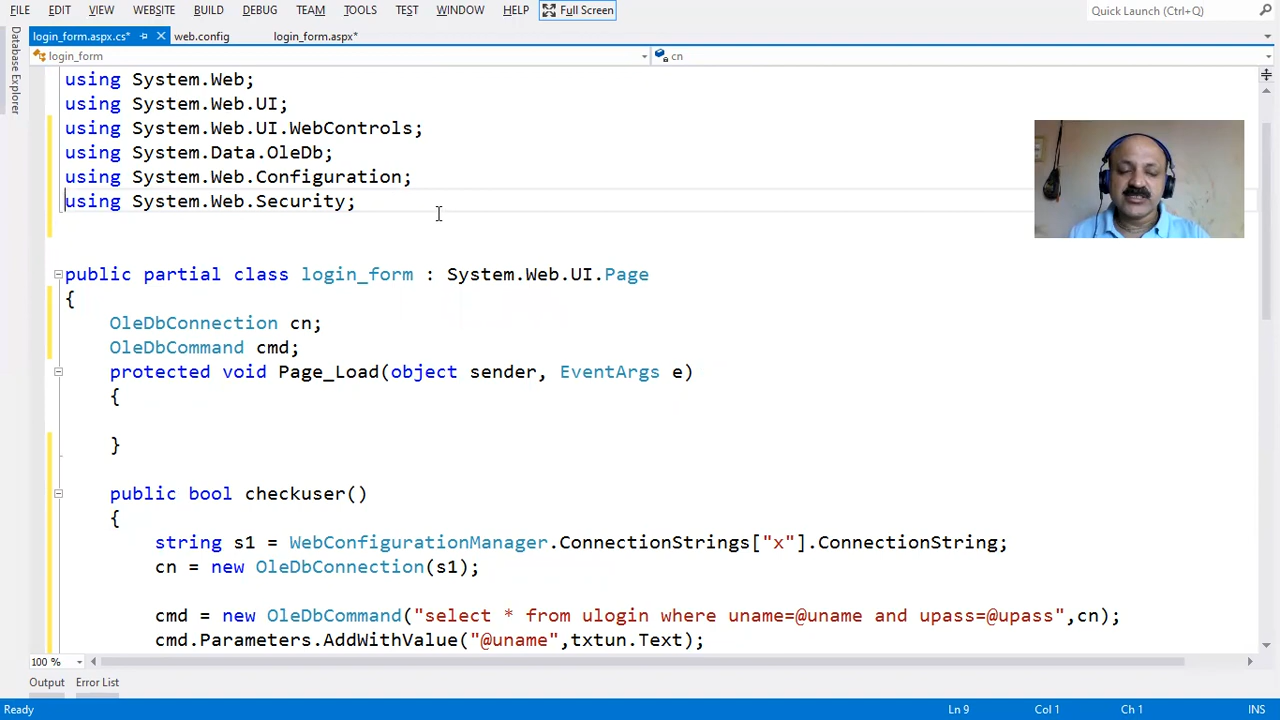 FILE EDIT VIEW WEBSITE BUILD DEBUG TEAM TOOLS TEST WINDOW HELP Full Screen Quick Launch (Ctrl+Q)
login_form.aspx.cs* web.config login_form.aspx*
Database Explorer
login_form cn
using System.Web;
using System.Web.UI;
using System.Web.UI.WebControls;
using System.Data.OleDb;
using System.Web.Configuration;
using System.Web.Security;
public partial class login_form : System.Web.UI.Page
{
OleDbConnection cn;
OleDbCommand cmd;
protected void Page_Load(object sender, EventArgs e)
{
}
public bool checkuser()
{
string s1 = WebConfigurationManager.ConnectionStrings["x"].ConnectionString;
cn = new OleDbConnection(s1);
cmd = new OleDbCommand("select * from ulogin where uname=@uname and upass=@upass",cn);
cmd.Parameters.AddWithValue("@uname",txtun.Text);
100 %
Output Error List
Ready Ln 9 Col 1 Ch 1 INS